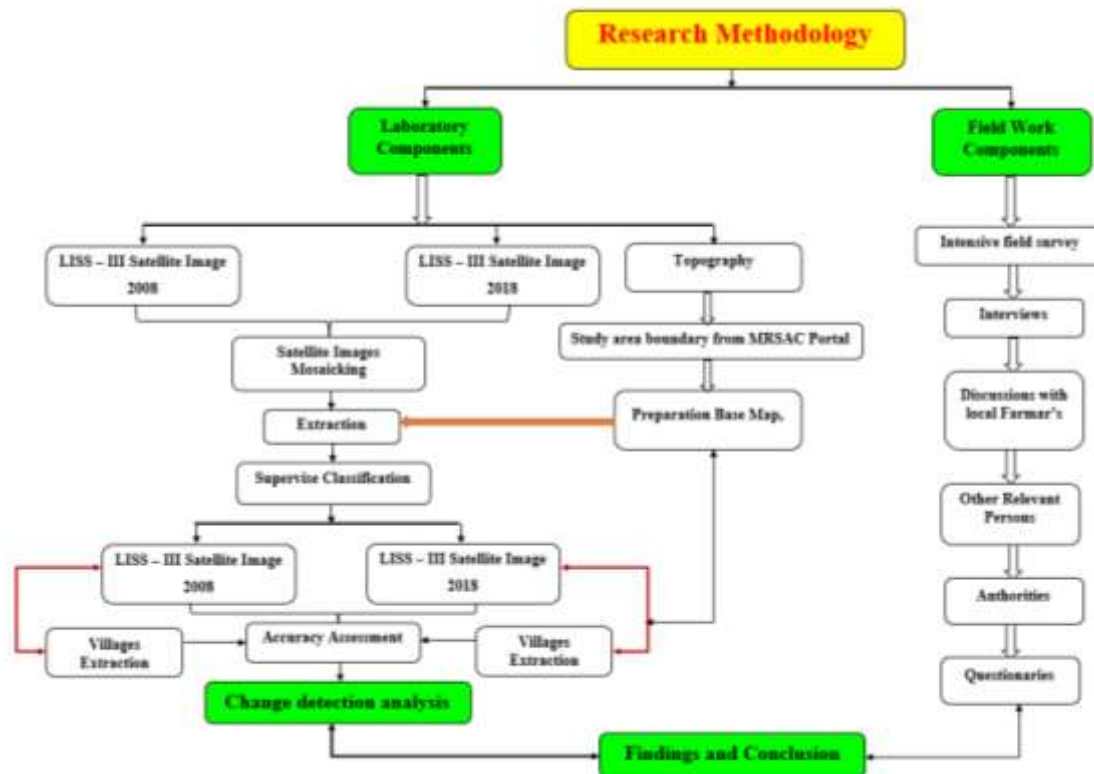 Research Methodology
Laboratory
Components
Field Work
Components
LISS – III Satellite Image
2008
LISS – III Satellite Image
2018
Topography
Intensive field survey
Study area boundary from MRSAC Portal
Interviews
Satellite Images
Mosaicking
Extraction
Preparation Base Map,
Discussions with
local Farmar's
Supervise Classification
Other Relevant
Persons
LISS – III Satellite Image
2008
LISS – III Satellite Image
2018
Authorities
Villages
Extraction
Accuracy Assessment
Villages
Extraction
Questionaries
Change detection analysis
Findings and Conclusion